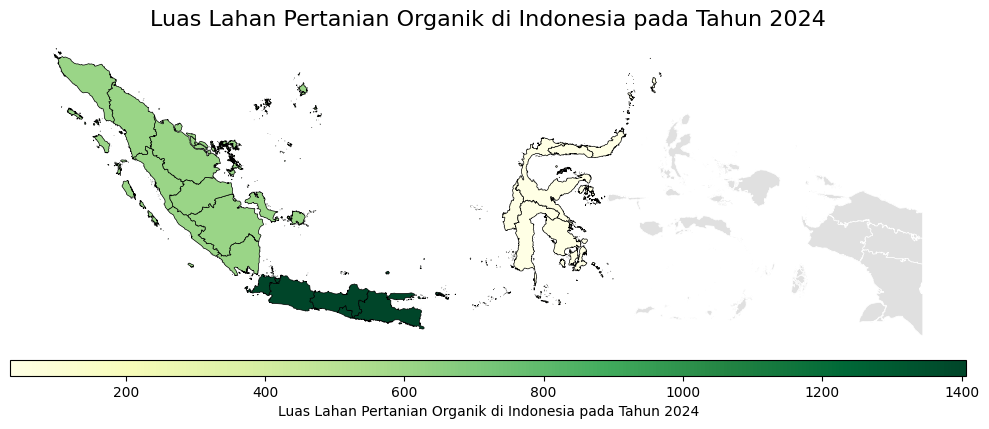 Luas Lahan Pertanian Organik di Indonesia pada Tahun 2024
200 400 600 800 1000 1200 1400
Luas Lahan Pertanian Organik di Indonesia pada Tahun 2024